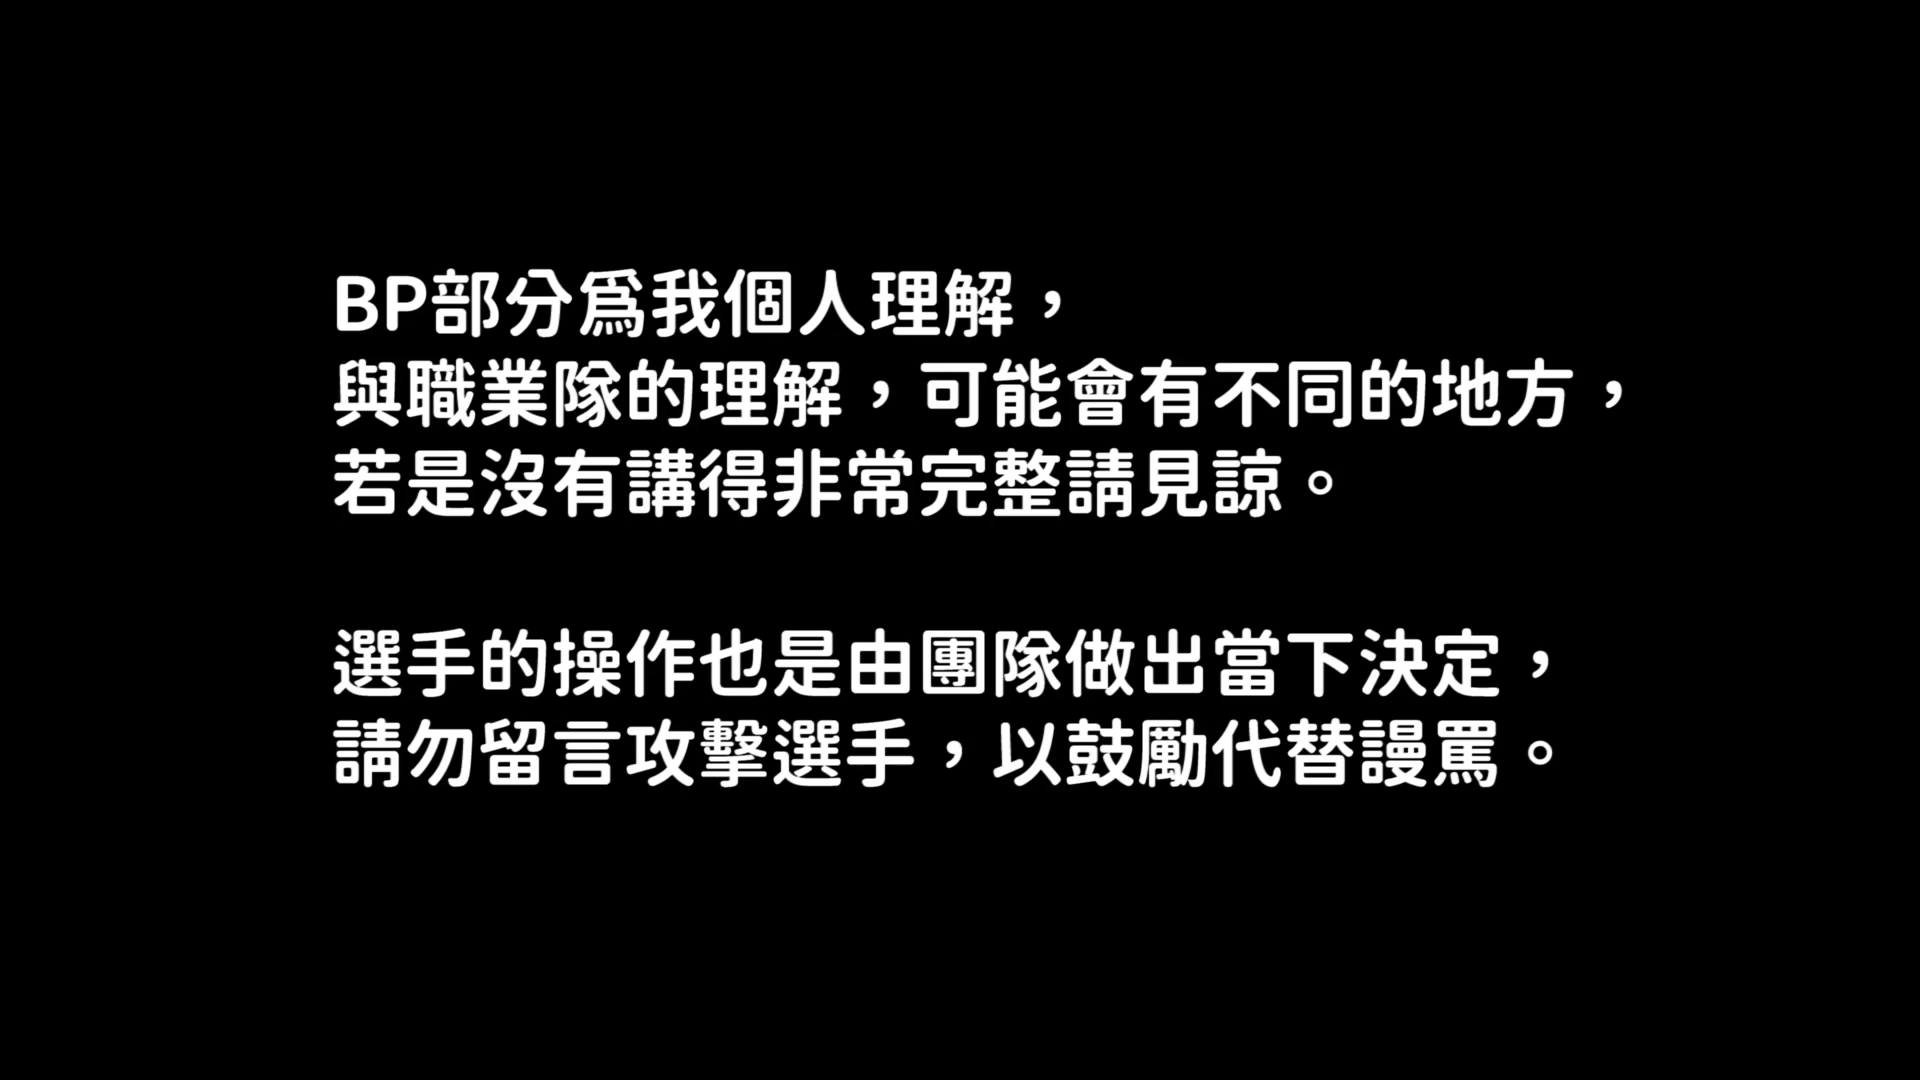 BP部分爲我個人理解，
與職業隊的理解，可能會有不同的地方，
若是沒有講得非常完整請見諒。
選手的操作也是由團隊做出當下決定，
請勿留言攻擊選手，以鼓勵代替謾罵。